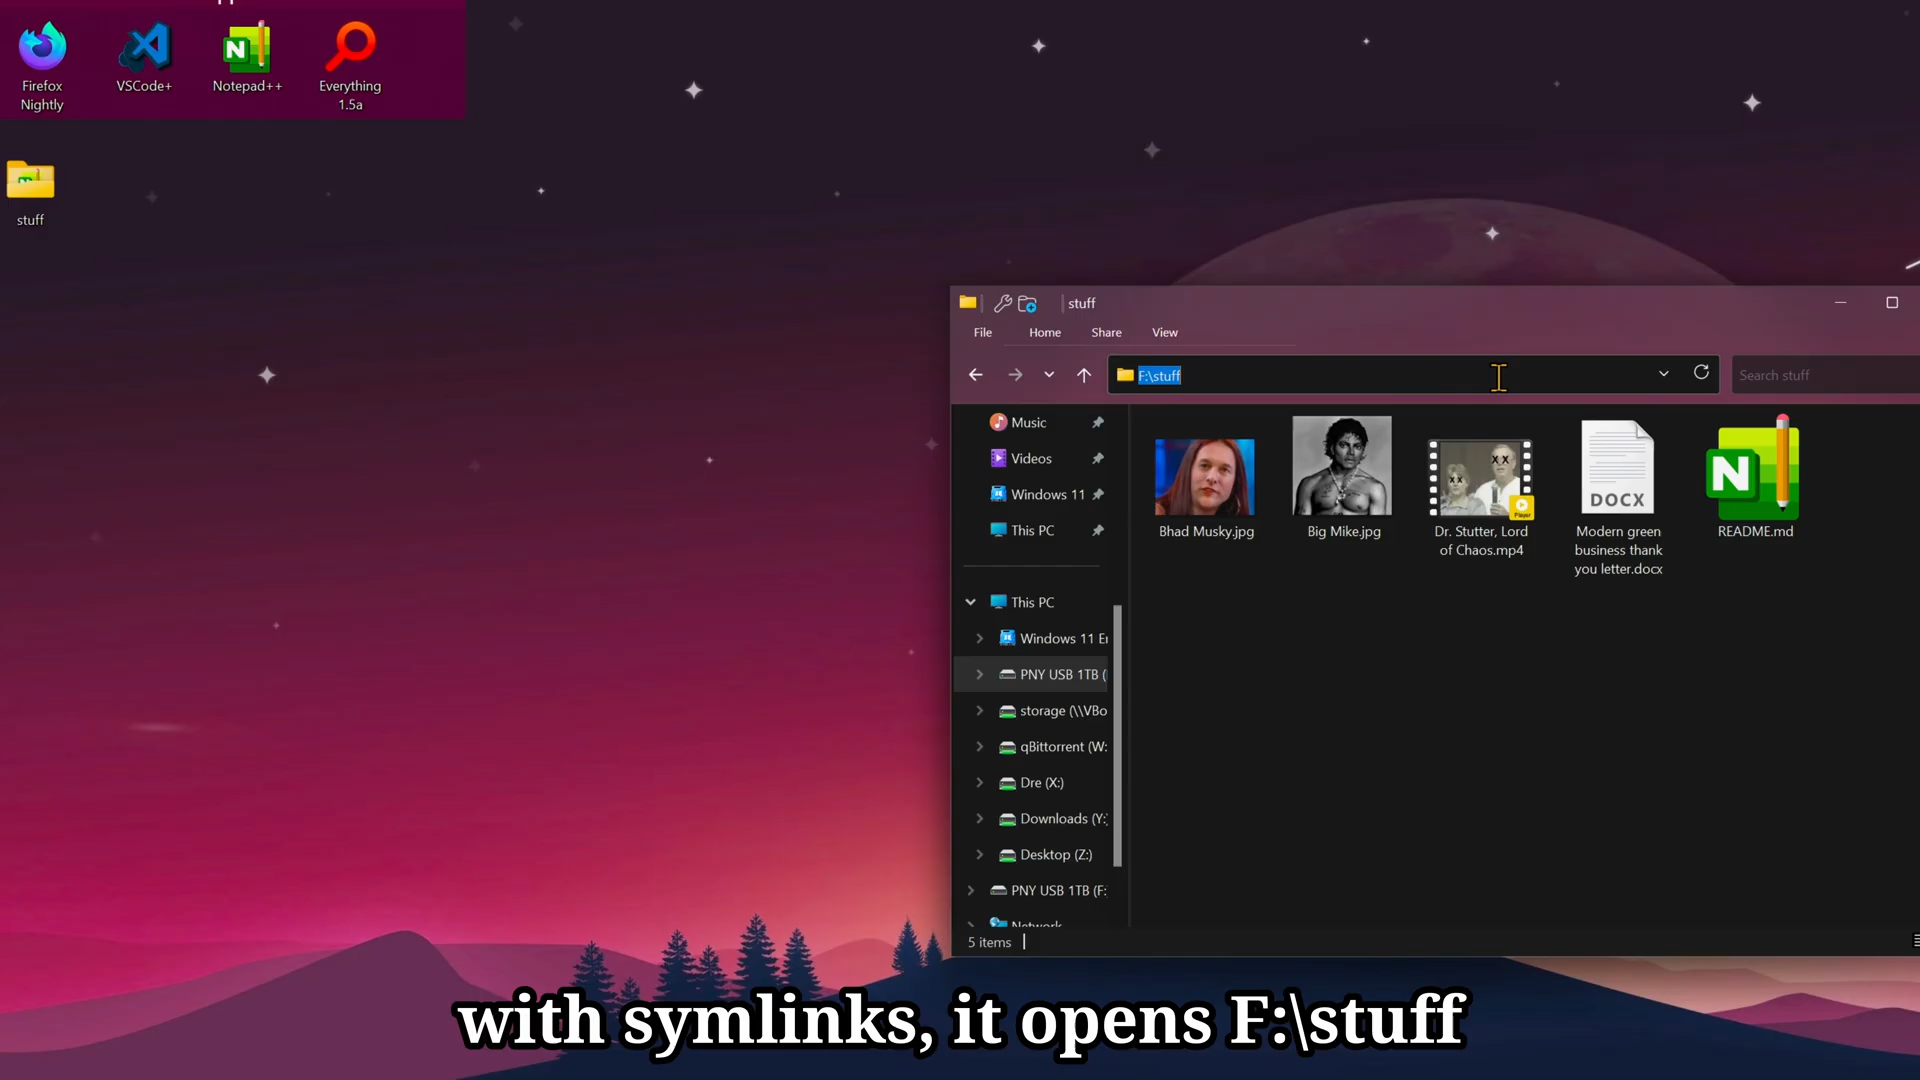 Firefox
Nightly
VSCode+
Notepad++
Everything
1.5a
stuff
stuff
File
Home
Share
View
F:\stuff
Search stuff
Music
Videos
Windows 11
This PC
This PC
Windows 11 En
PNY USB 1TB (
storage (\\VBo
qBittorrent (W:
Dre (X:)
Downloads (Y:)
Desktop (Z:)
PNY USB 1TB (F:
Network
Bhad Musky.jpg
Big Mike.jpg
Player
Dr. Stutter, Lord
of Chaos.mp4
DOCX
Modern green
business thank
you letter.docx
N
README.md
5 items
with symlinks, it opens F:\stuff